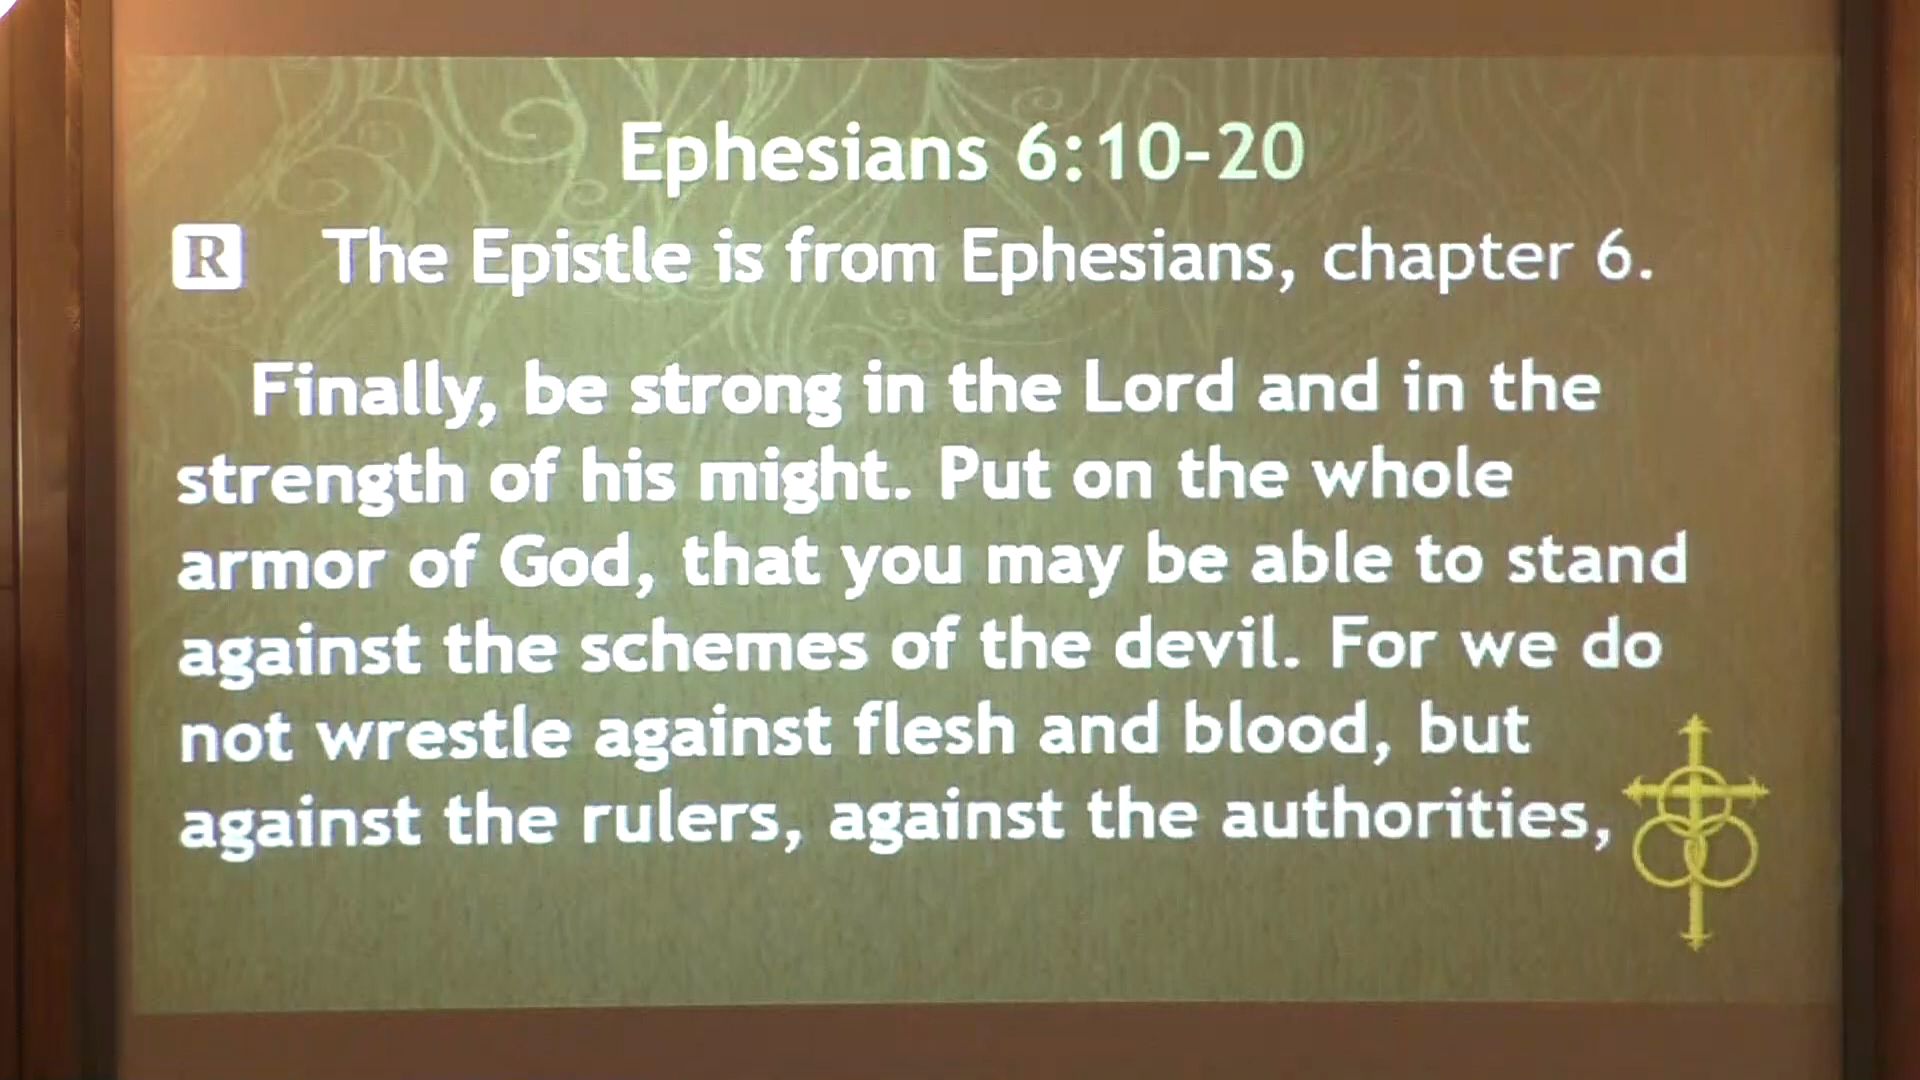 Ephesians 6:10-20
R The Epistle is from Ephesians, chapter 6.
Finally, be strong in the Lord and in the
strength of his might. Put on the whole
armor of God, that you may be able to stand
against the schemes of the devil. For we do
not wrestle against flesh and blood, but
against the rulers, against the authorities,